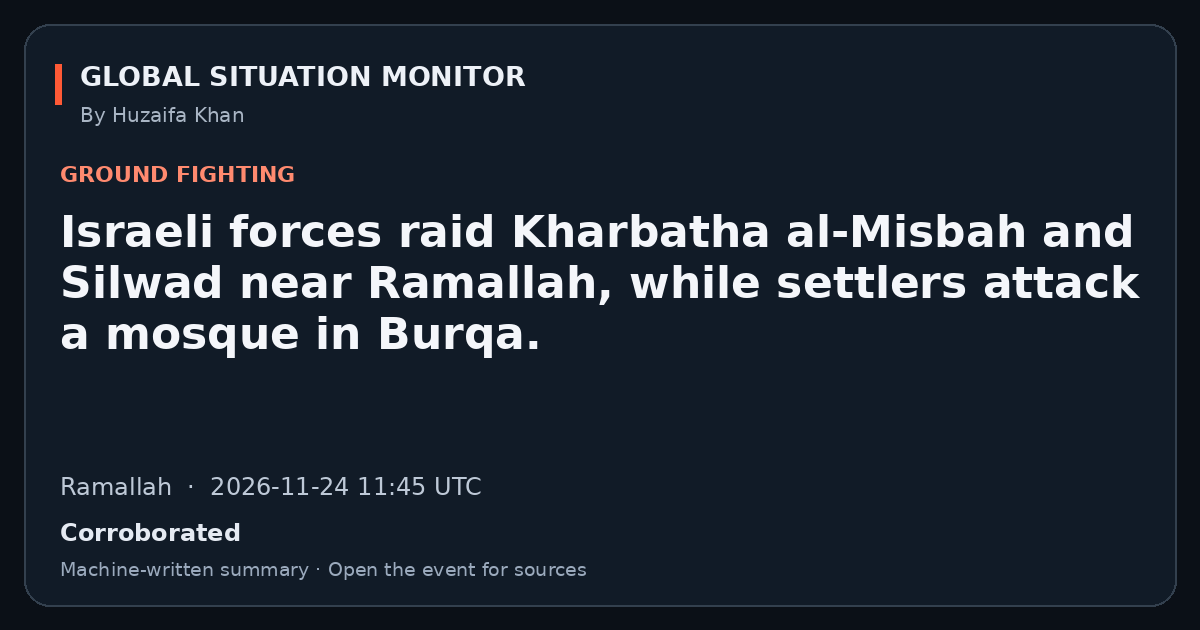 GLOBAL SITUATION MONITOR
By Huzaifa Khan
GROUND FIGHTING
Israeli forces raid Kharbatha al-Misbah and
Silwad near Ramallah, while settlers attack
a mosque in Burqa.
Ramallah · 2026-11-24 11:45 UTC
Corroborated
Machine-written summary · Open the event for sources